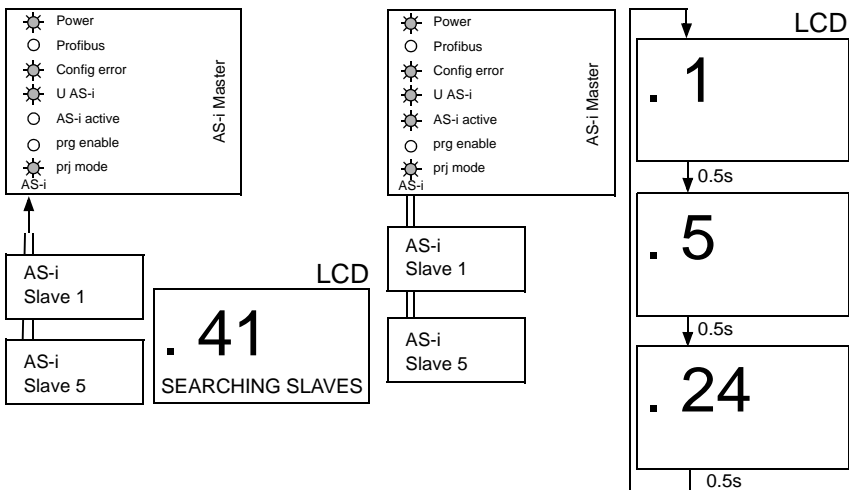 Power
Profibus
Config error
U AS-i
AS-i active
prg enable
prj mode
AS-i
AS-i Master
AS-i
Slave 1
AS-i
Slave 5
LCD
. 41
SEARCHING SLAVES
Power
Profibus
Config error
U AS-i
AS-i active
prg enable
prj mode
AS-i
AS-i Master
AS-i
Slave 1
AS-i
Slave 5
LCD
. 1
0.5s
. 5
0.5s
. 24
0.5s